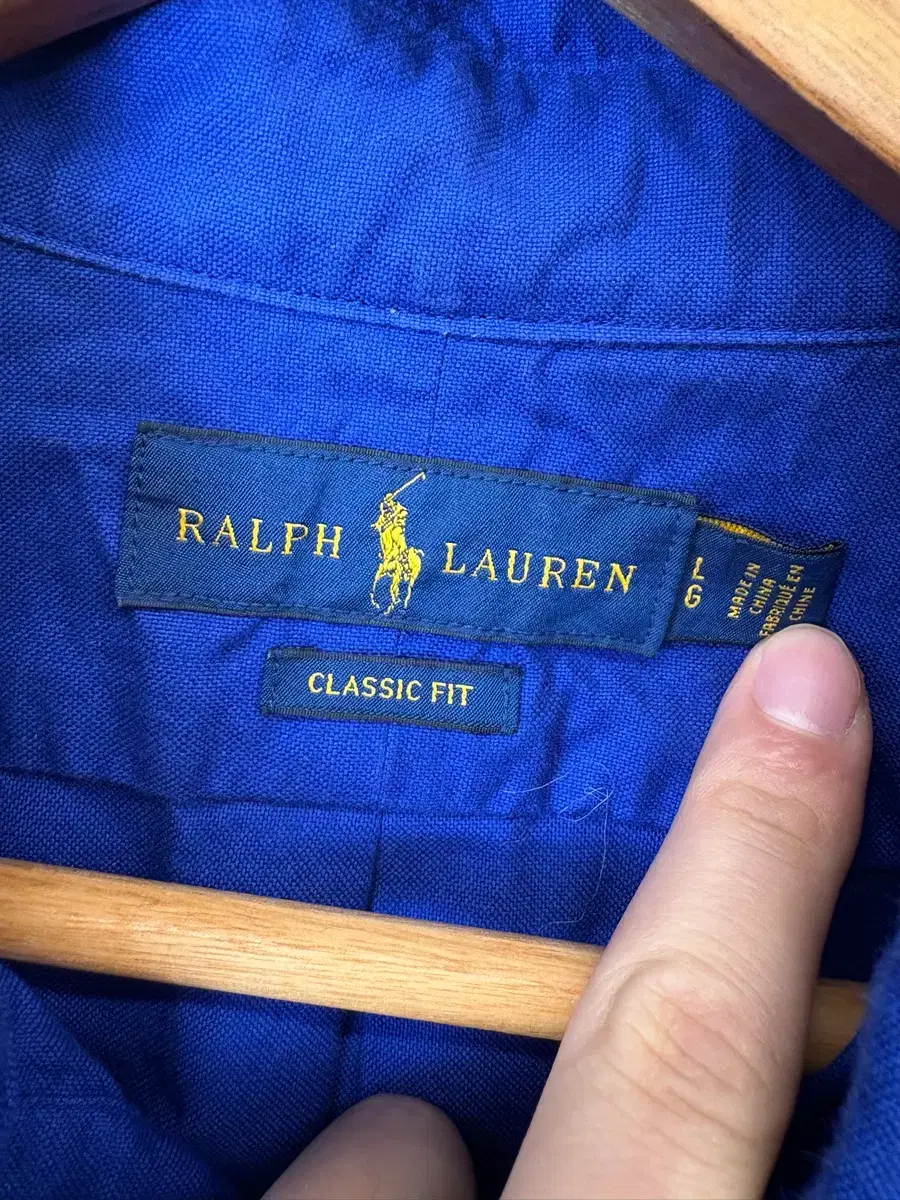 RALPH LAUREN
L
G
MADE IN
CHINA
FABRIQUÉ EN
CHINE
CLASSIC FIT